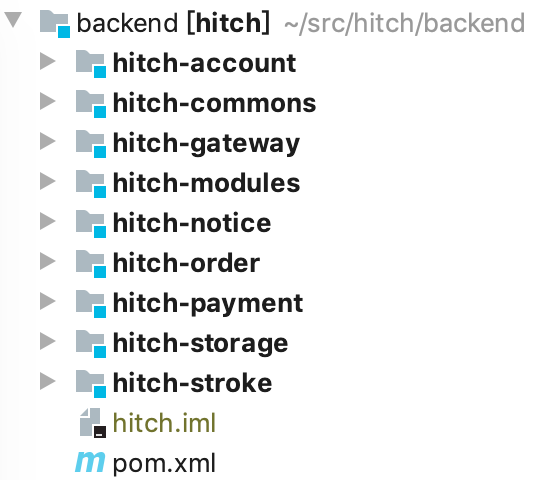 backend [hitch] ~/src/hitch/backend
hitch-account
hitch-commons
hitch-gateway
hitch-modules
hitch-notice
hitch-order
hitch-payment
hitch-storage
hitch-stroke
hitch.iml
m pom.xml